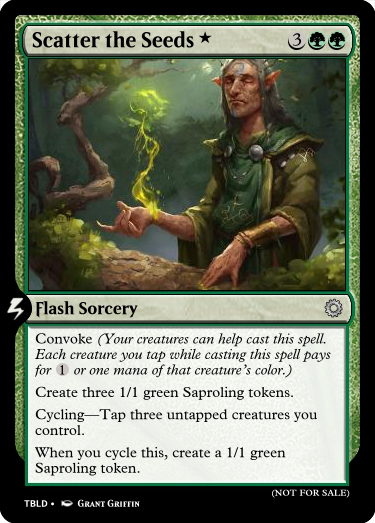 Scatter the Seeds ★ 3
Flash Sorcery
Convoke (Your creatures can help cast this spell.
Each creature you tap while casting this spell pays
for 1 or one mana of that creature's color.)
Create three 1/1 green Saproling tokens.
Cycling—Tap three untapped creatures you
control.
When you cycle this, create a 1/1 green
Saproling token.
(NOT FOR SALE)
TBLD • Grant Griffin